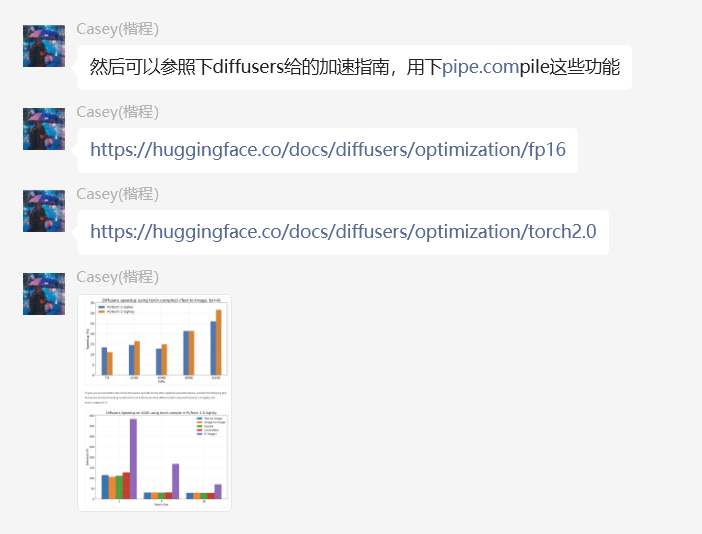 Casey(楷程)
然后可以参照下diffusers给的加速指南，用下pipe.compile这些功能
Casey(楷程)
https://huggingface.co/docs/diffusers/optimization/fp16
Casey(楷程)
https://huggingface.co/docs/diffusers/optimization/torch2.0
Casey(楷程)
Diffusers speedup using torch.compile() (Text to Image, bs=4)
Diffusers Speedup on A100 using torch.compile in PyTorch 2.0 nightly